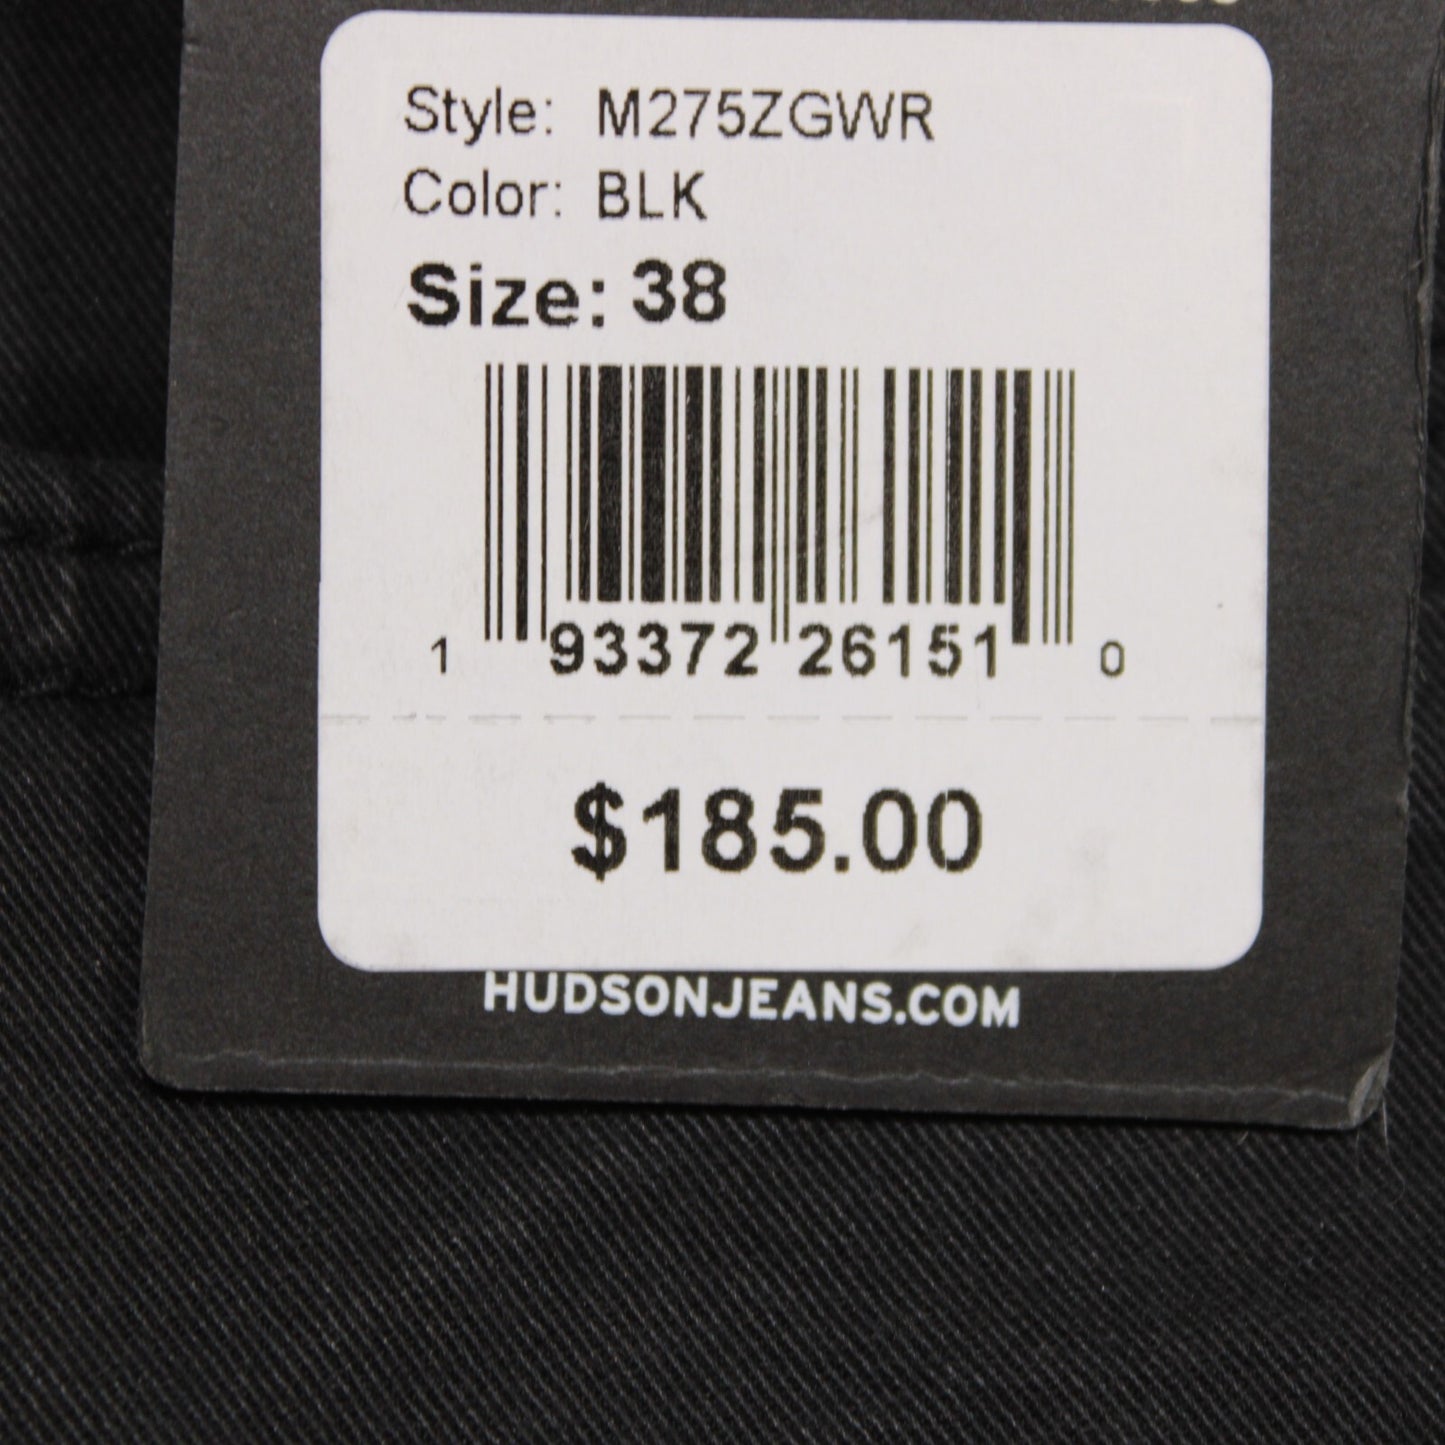 Style: M275ZGWR
Color: BLK
Size: 38
1 93372 26151 0
$185.00
HUDSONJEANS.COM